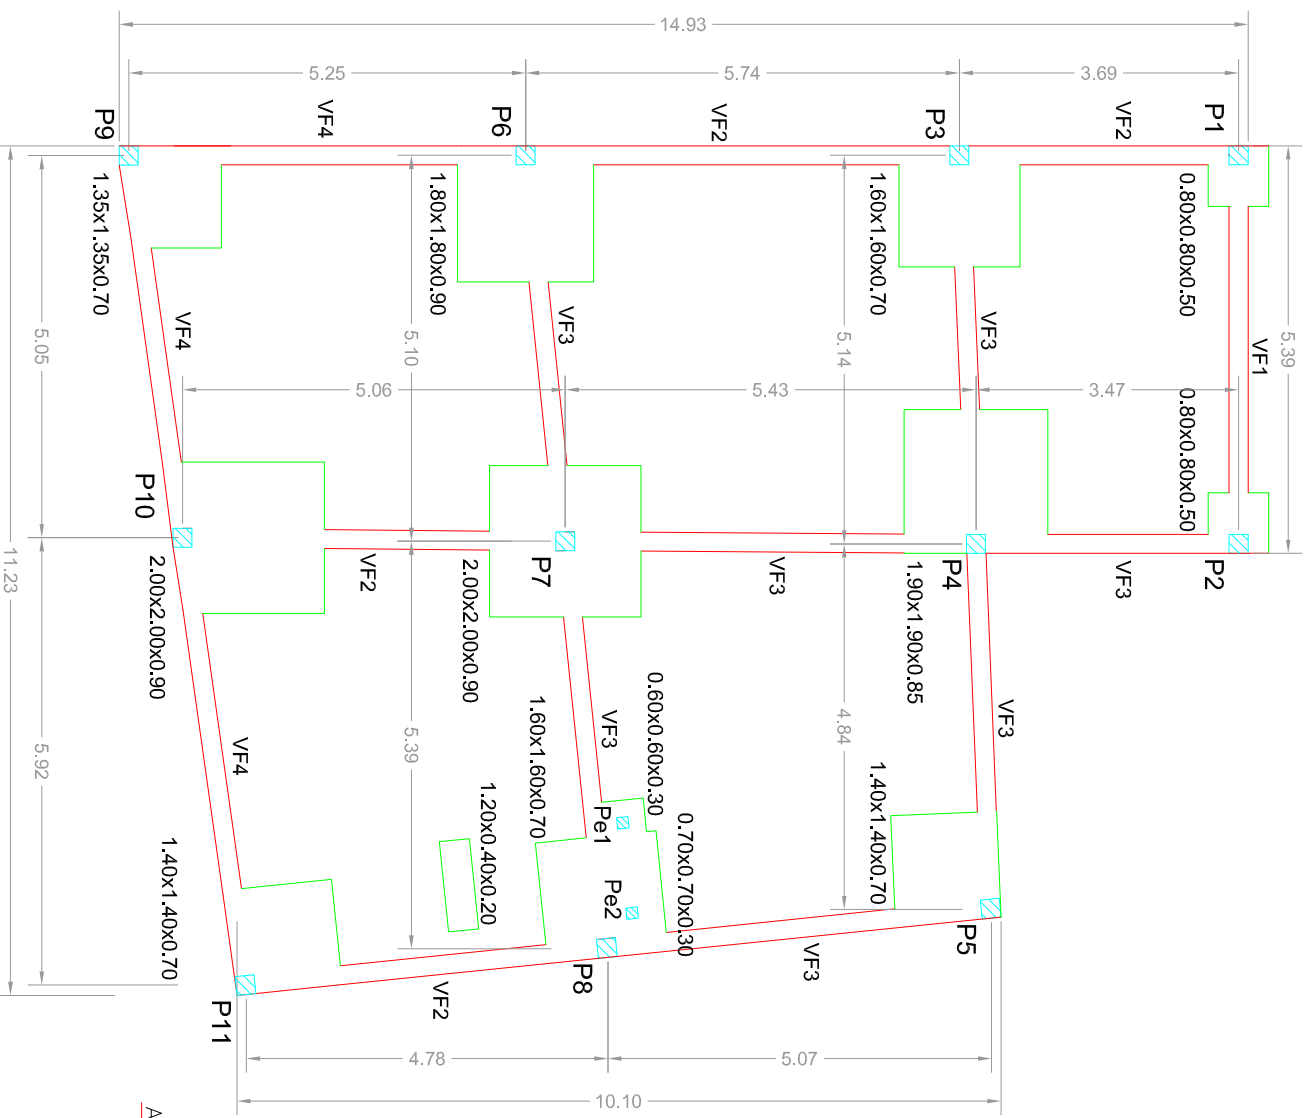 14.93
5.25
5.74
3.69
P9
VF4
P6
VF2
P3
VF2
P1
1.35x1.35x0.70
1.80x1.80x0.90
1.60x1.60x0.70
0.80x0.80x0.50
5.39
VF4
VF3
VF3
VF1
5.05
5.10
5.14
5.06
5.43
3.47
0.80x0.80x0.50
P10
P7
P4
P2
11.23
VF2
VF3
VF3
2.00x2.00x0.90
2.00x2.00x0.90
1.90x1.90x0.85
VF4
5.39
1.60x1.60x0.70
VF3
0.60x0.60x0.30
4.84
VF3
5.92
1.20x0.40x0.20
Pe1
0.70x0.70x0.30
1.40x1.40x0.70
1.40x1.40x0.70
Pe2
P5
P11
VF2
P8
VF3
4.78
5.07
10.10
A